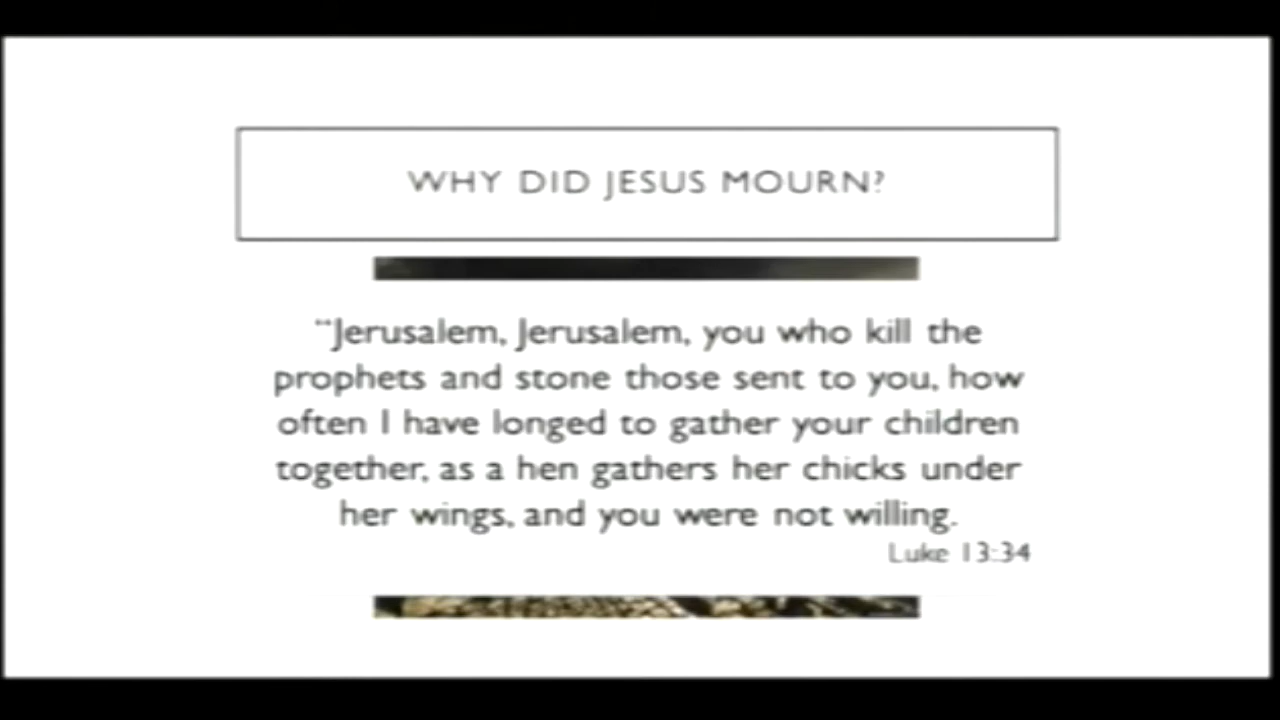 WHY DID JESUS MOURN?
“Jerusalem, Jerusalem, you who kill the
prophets and stone those sent to you, how
often I have longed to gather your children
together, as a hen gathers her chicks under
her wings, and you were not willing.
Luke 13:34